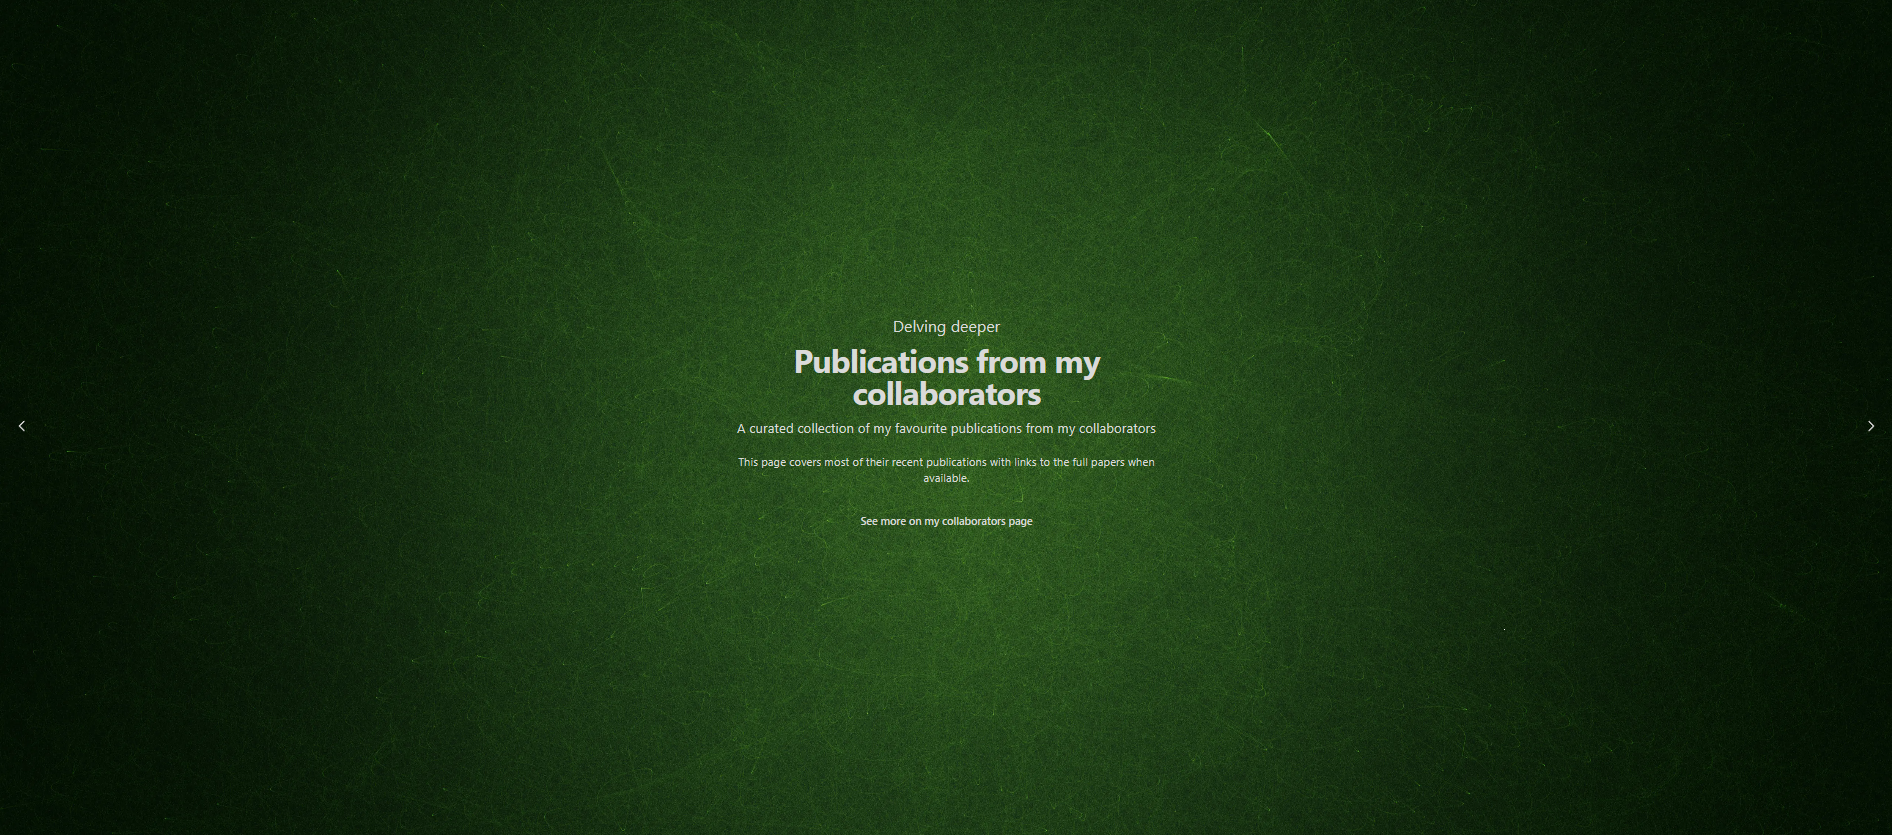 Delving deeper
Publications from my
collaborators
A curated collection of my favourite publications from my collaborators
This page covers most of their recent publications with links to the full papers when
available.
See more on my collaborators page